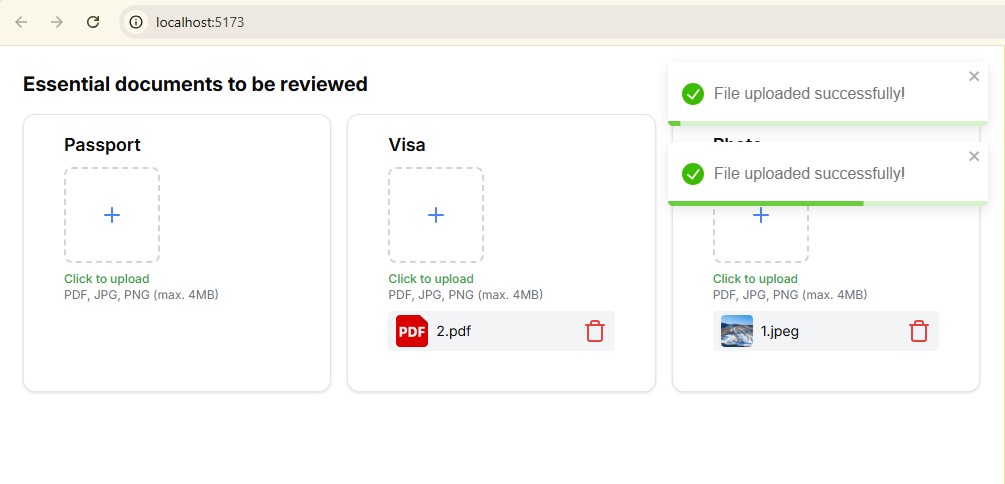 localhost:5173
Essential documents to be reviewed
File uploaded successfully!
File uploaded successfully!
Passport
Click to upload
PDF, JPG, PNG (max. 4MB)
Visa
Click to upload
PDF, JPG, PNG (max. 4MB)
PDF 2.pdf
Click to upload
PDF, JPG, PNG (max. 4MB)
1.jpeg